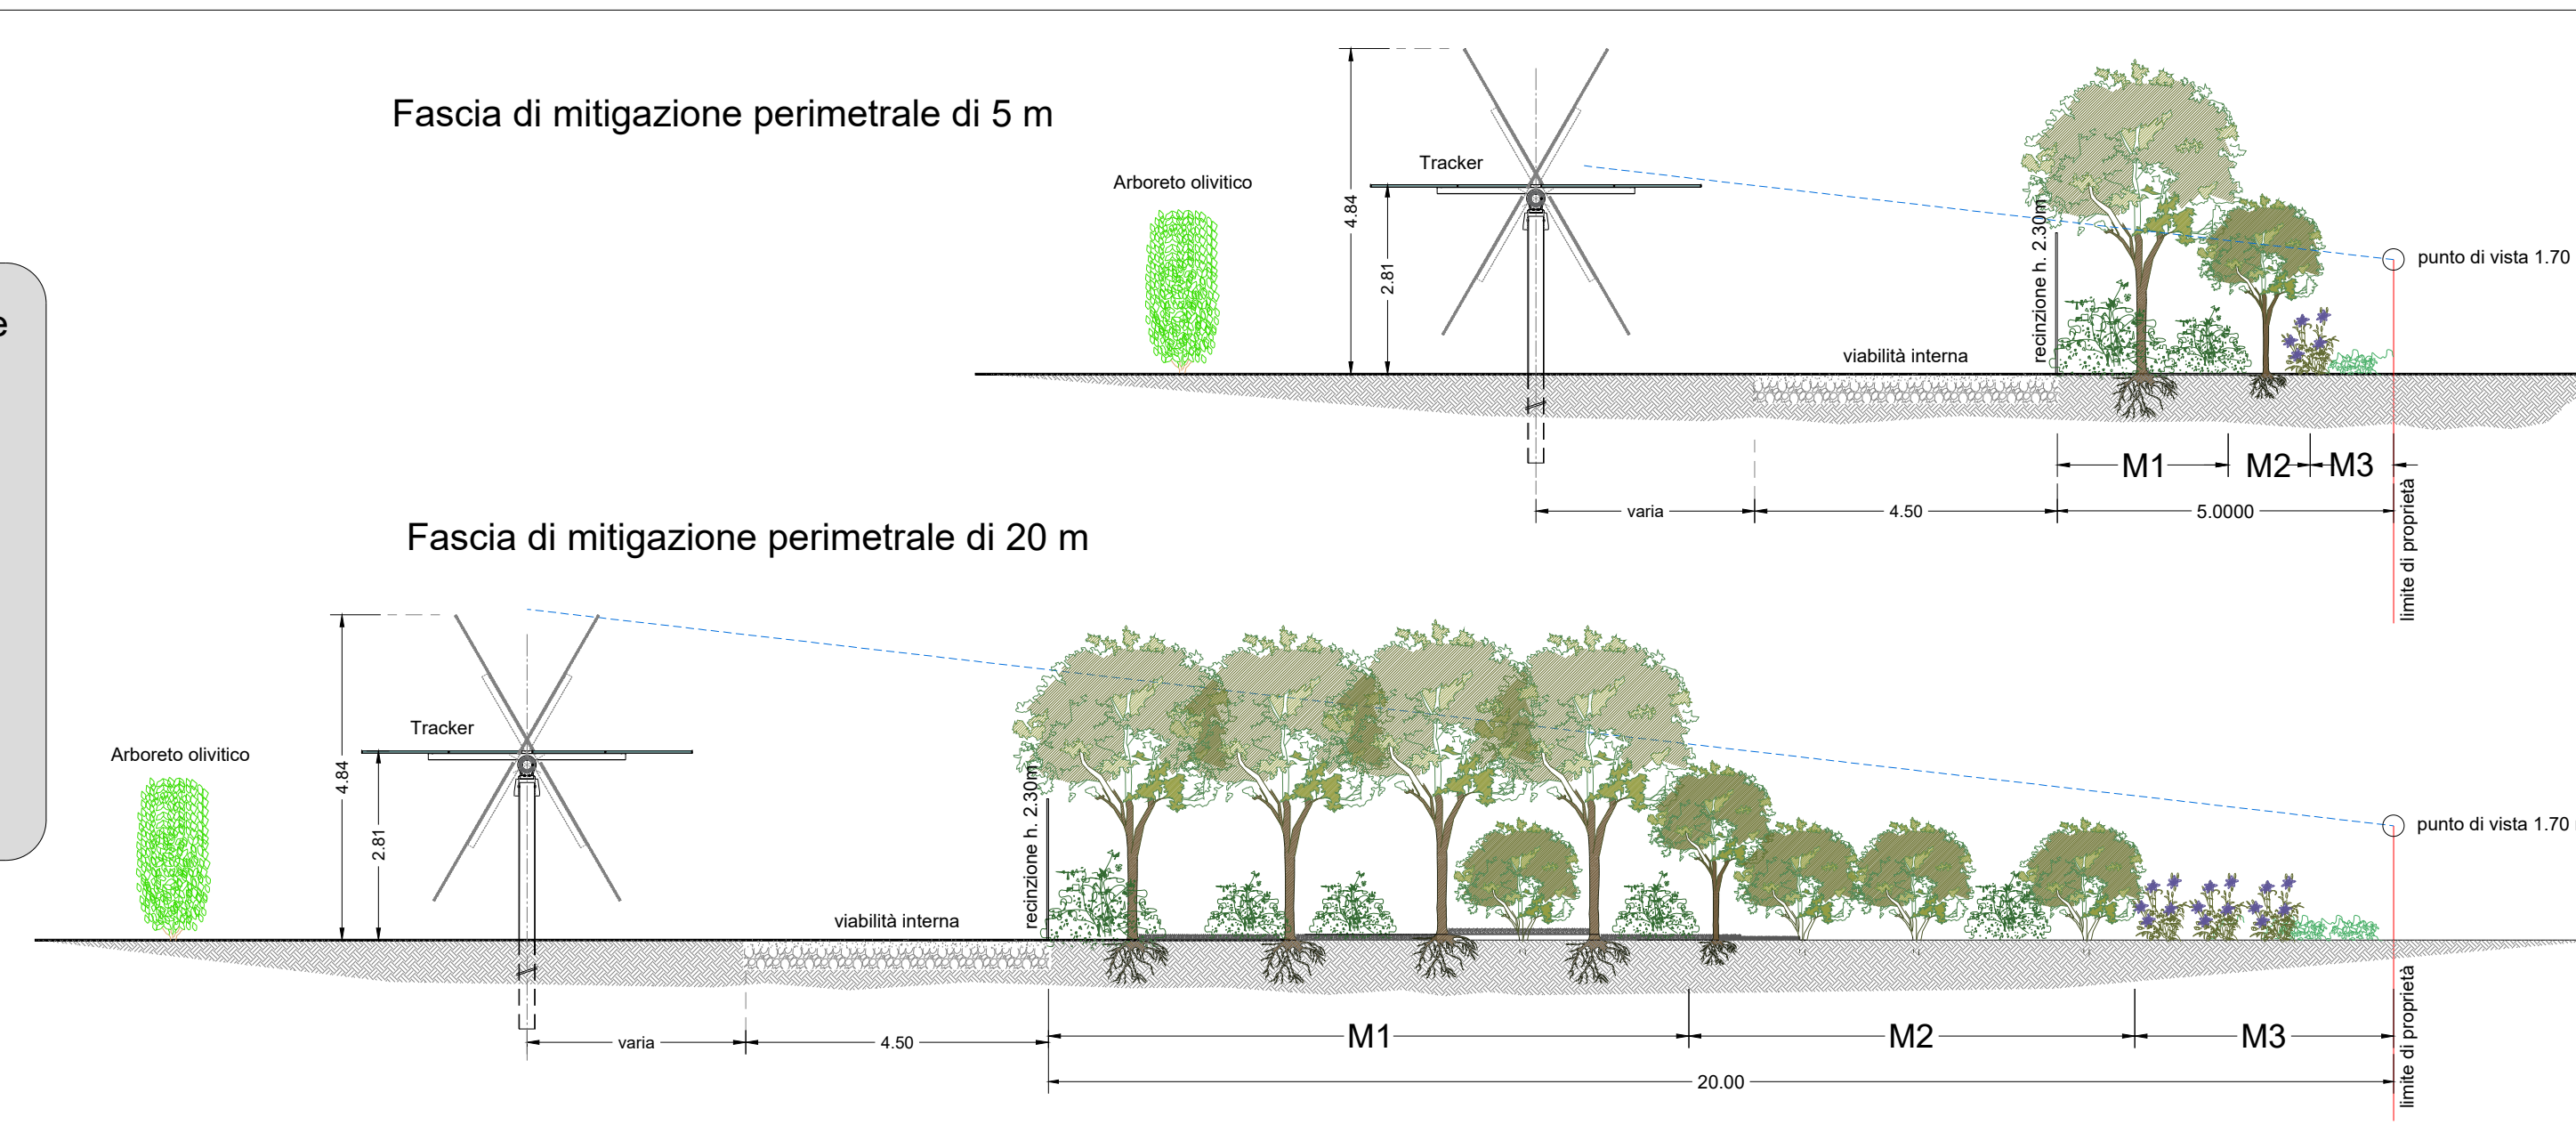 Fascia di mitigazione perimetrale di 5 m
Arboreto olivitico
Tracker
4.84
2.81
viabilità interna
recinzione h. 2.30m
punto di vista 1.70
M1
M2
M3
varia
4.50
5.0000
limite di proprietà
e
Fascia di mitigazione perimetrale di 20 m
Arboreto olivitico
Tracker
4.84
2.81
viabilità interna
recinzione h. 2.30m
punto di vista 1.70
varia
4.50
M1
M2
M3
20.00
limite di proprietà